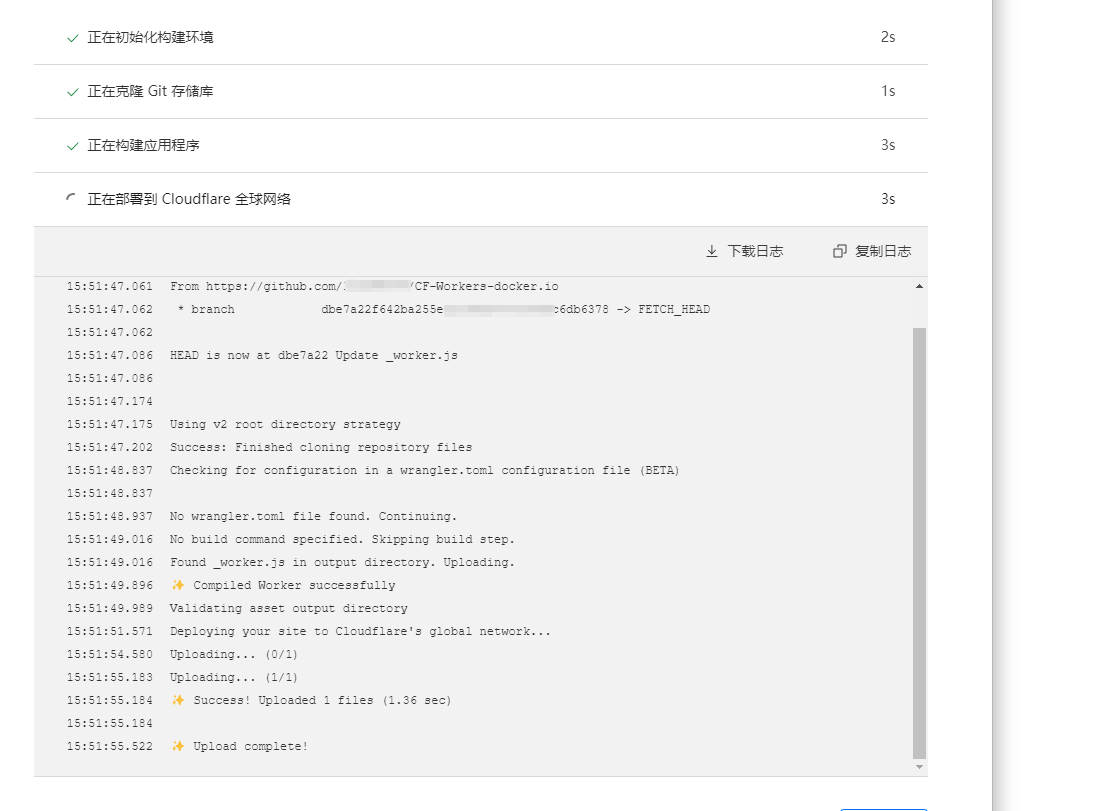 正在初始化构建环境 2s
正在克隆 Git 存储库 1s
正在构建应用程序 3s
正在部署到 Cloudflare 全球网络 3s
下载日志 复制日志
15:51:47.061 From https://github.com/ /CF-Workers-docker.io
15:51:47.062 * branch dbe7a22f642ba255e c6db6378 -> FETCH_HEAD
15:51:47.062
15:51:47.086 HEAD is now at dbe7a22 Update _worker.js
15:51:47.086
15:51:47.174
15:51:47.175 Using v2 root directory strategy
15:51:47.202 Success: Finished cloning repository files
15:51:48.837 Checking for configuration in a wrangler.toml configuration file (BETA)
15:51:48.837
15:51:48.937 No wrangler.toml file found. Continuing.
15:51:49.016 No build command specified. Skipping build step.
15:51:49.016 Found _worker.js in output directory. Uploading.
15:51:49.896 ✨ Compiled Worker successfully
15:51:49.989 Validating asset output directory
15:51:51.571 Deploying your site to Cloudflare's global network...
15:51:54.580 Uploading... (0/1)
15:51:55.183 Uploading... (1/1)
15:51:55.184 ✨ Success! Uploaded 1 files (1.36 sec)
15:51:55.184
15:51:55.522 ✨ Upload complete!